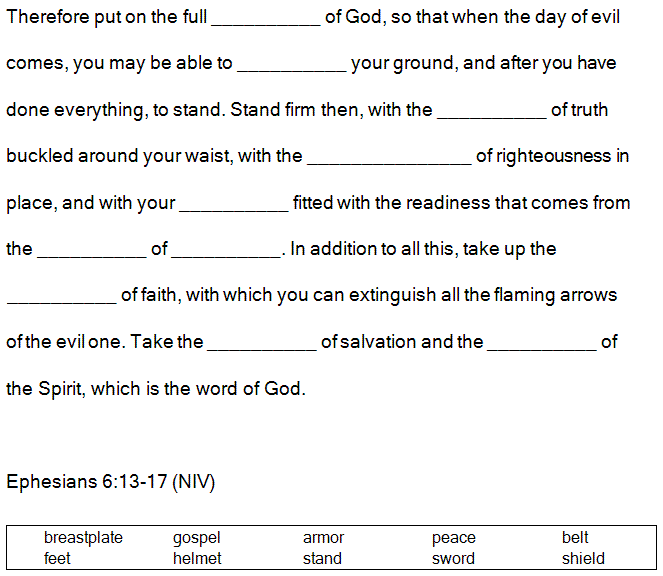 Therefore put on the full __________ of God, so that when the day of evil
comes, you may be able to __________ your ground, and after you have
done everything, to stand. Stand firm then, with the __________ of truth
buckled around your waist, with the _______________ of righteousness in
place, and with your __________ fitted with the readiness that comes from
the __________ of __________. In addition to all this, take up the
__________ of faith, with which you can extinguish all the flaming arrows
of the evil one. Take the __________ of salvation and the __________ of
the Spirit, which is the word of God.
Ephesians 6:13-17 (NIV)
breastplate gospel armor peace belt
feet helmet stand sword shield